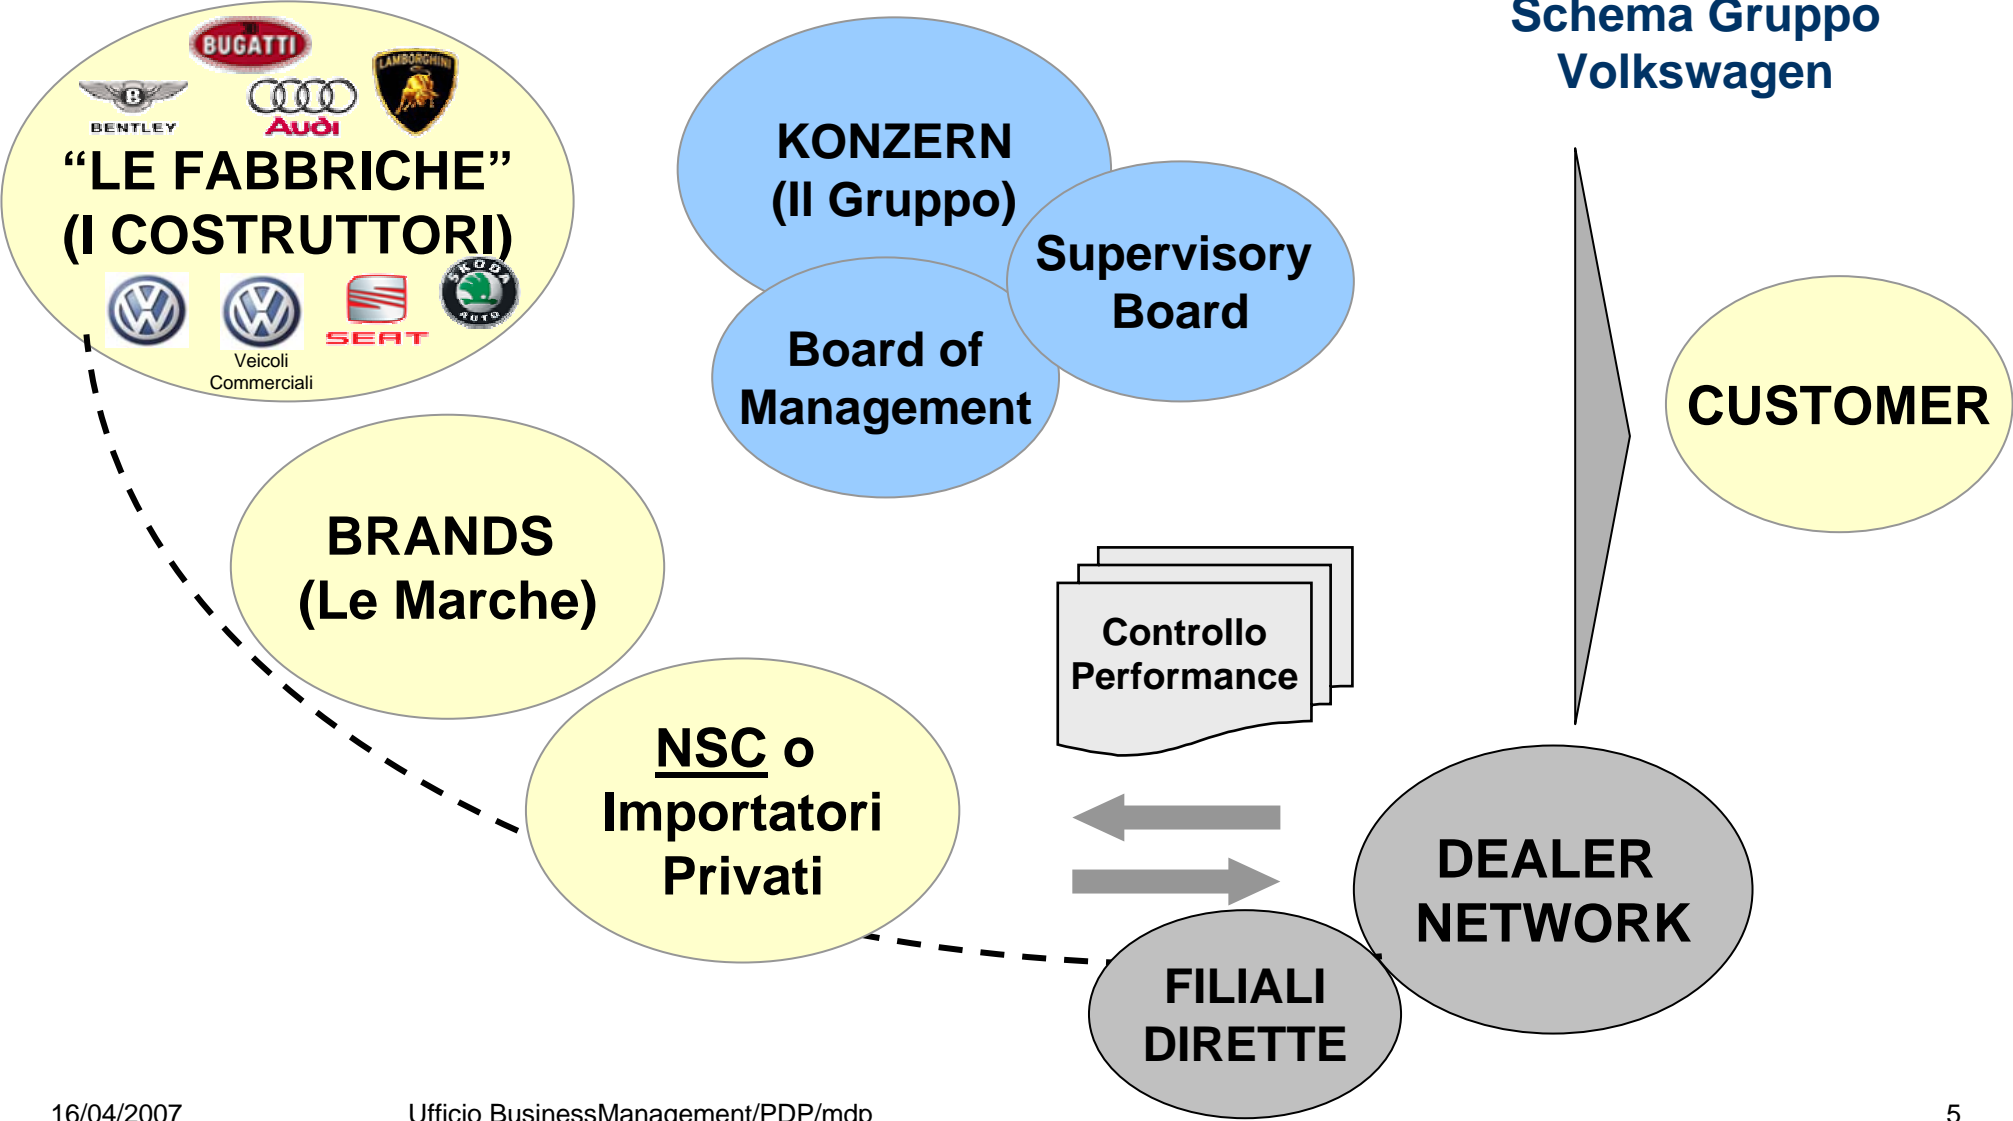 Schema Gruppo
Volkswagen
BUGATTI
BENTLEY
Audi
LAMBORGHINI
“LE FABBRICHE”
(I COSTRUTTORI)
SEAT
SKODA
AUTO
Veicoli
Commerciali
KONZERN
(Il Gruppo)
Supervisory
Board
Board of
Management
CUSTOMER
BRANDS
(Le Marche)
Controllo
Performance
NSC o
Importatori
Privati
DEALER
NETWORK
FILIALI
DIRETTE
16/04/2007
Ufficio BusinessManagement/PDP/mdp
5